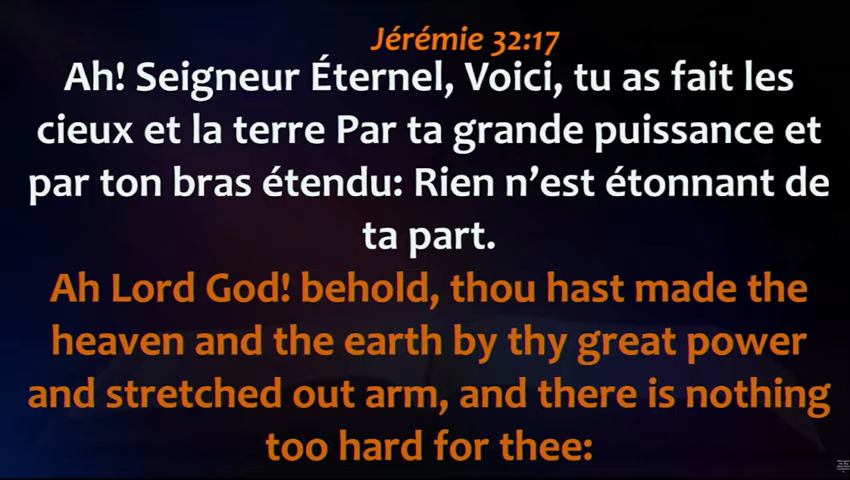 Jérémie 32:17
Ah! Seigneur Éternel, Voici, tu as fait les
cieux et la terre Par ta grande puissance et
par ton bras étendu: Rien n’est étonnant de
ta part.
Ah Lord God! behold, thou hast made the
heaven and the earth by thy great power
and stretched out arm, and there is nothing
too hard for thee: